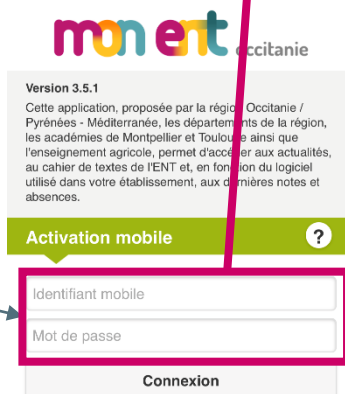 mon ent occitanie
Version 3.5.1
Cette application, proposée par la région Occitanie /
Pyrénées - Méditerranée, les départements de la région,
les académies de Montpellier et Toulouse ainsi que
l'enseignement agricole, permet d'accéder aux actualités,
au cahier de textes de l'ENT et, en fonction du logiciel
utilisé dans votre établissement, aux dernières notes et
absences.
Activation mobile ?
Identifiant mobile
Mot de passe
Connexion